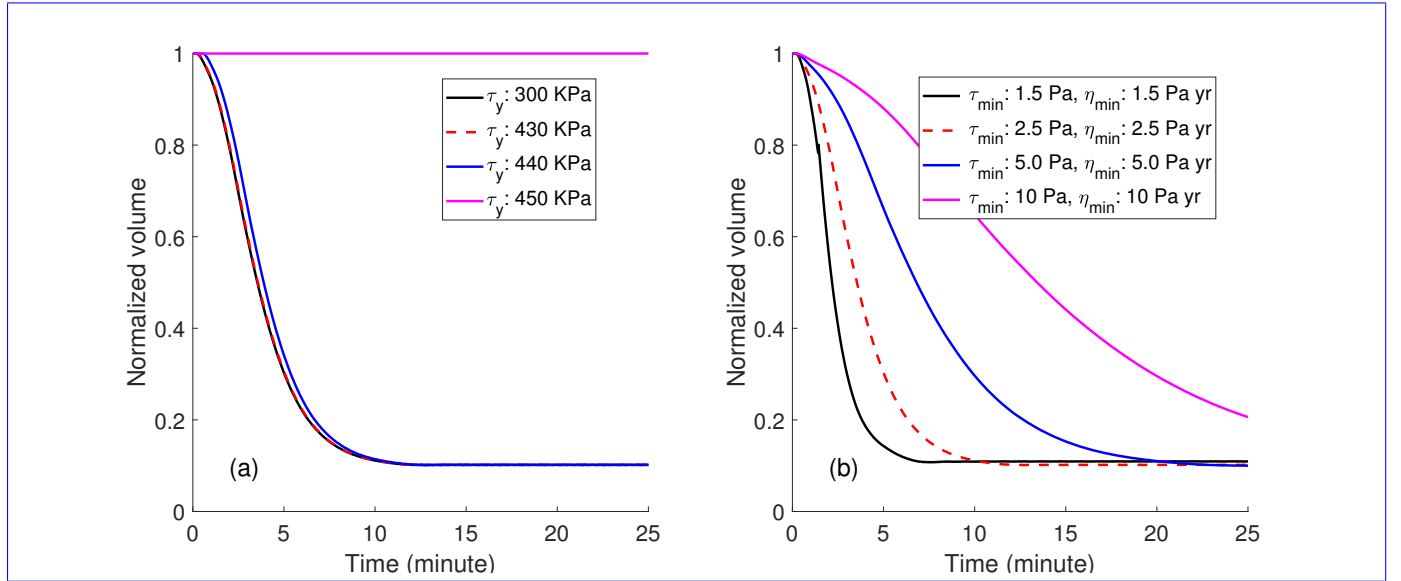 1
0.8
0.6
0.4
0.2
0
Normalized volume
τy: 300 KPa
τy: 430 KPa
τy: 440 KPa
τy: 450 KPa
(a)
0 5 10 15 20 25
Time (minute)
1
0.8
0.6
0.4
0.2
0
Normalized volume
τmin: 1.5 Pa, ηmin: 1.5 Pa yr
τmin: 2.5 Pa, ηmin: 2.5 Pa yr
τmin: 5.0 Pa, ηmin: 5.0 Pa yr
τmin: 10 Pa, ηmin: 10 Pa yr
(b)
0 5 10 15 20 25
Time (minute)